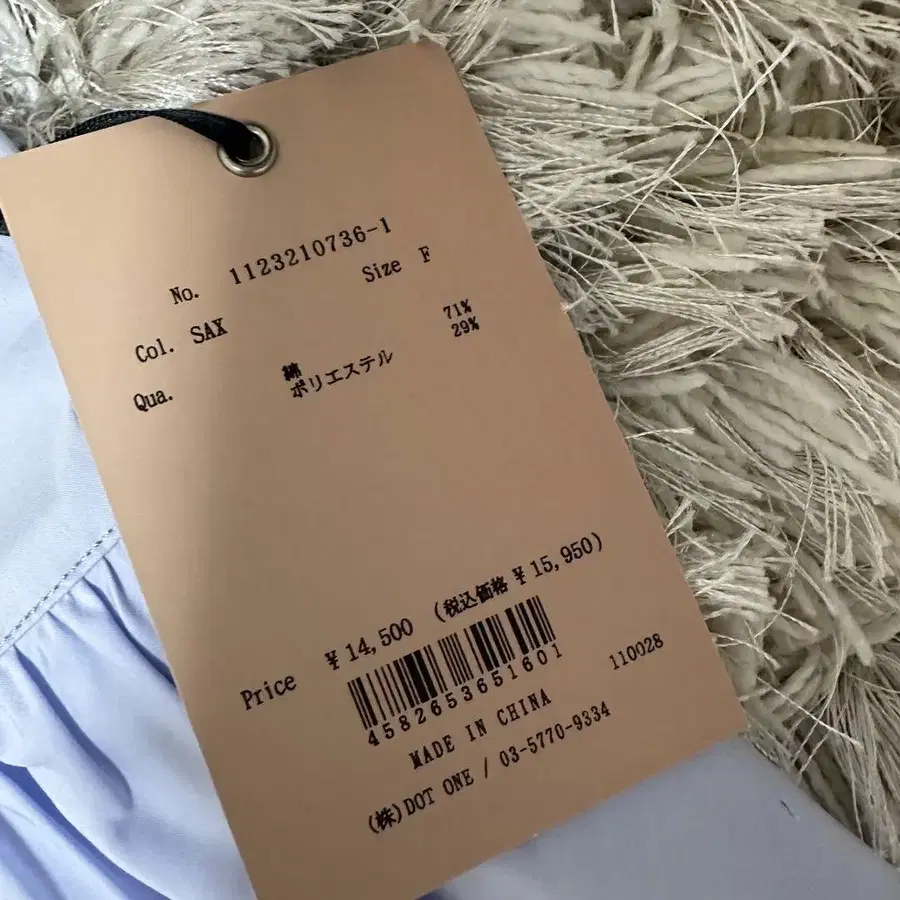 No. 1123210736-1
Col. SAX Size F
Qua. 綿 71%
ポリエステル 29%
Price ¥14,500 (税込価格 ¥15,950)
4582653651601
110028
MADE IN CHINA
(株)DOT ONE / 03-5770-9334